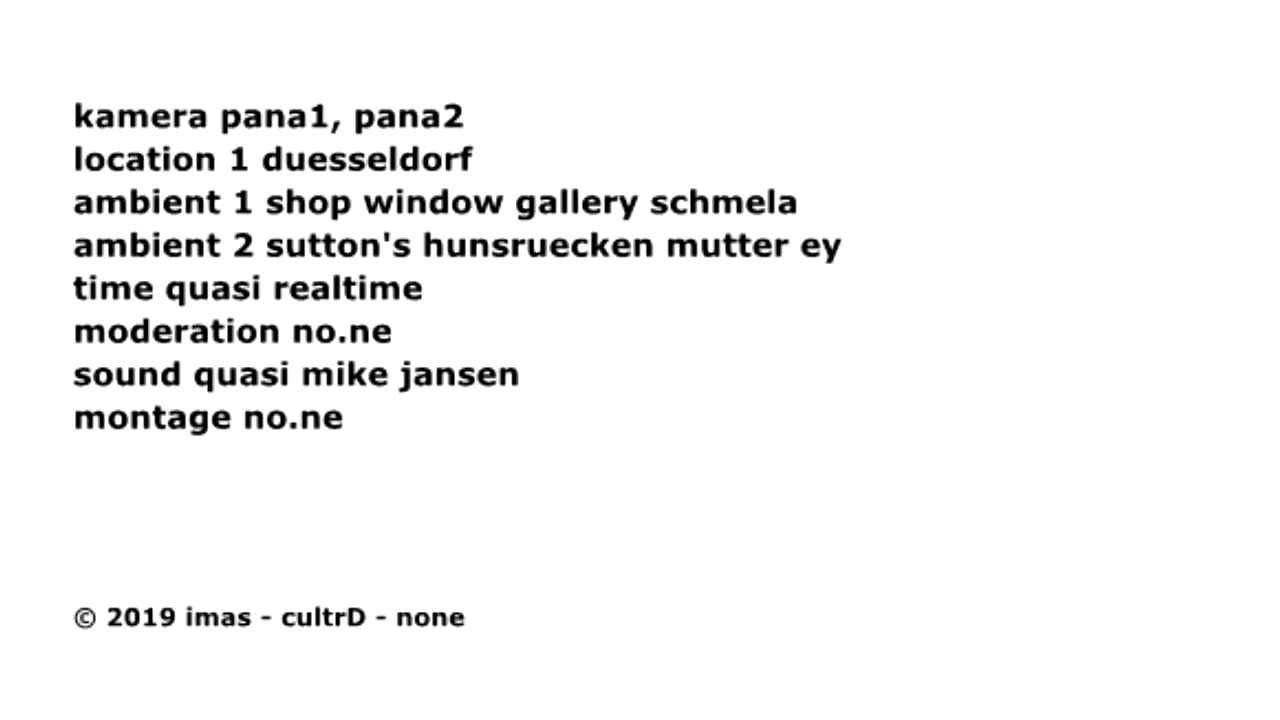 kamera pana1, pana2
location 1 duesseldorf
ambient 1 shop window gallery schmela
ambient 2 sutton's hunsruecken mutter ey
time quasi realtime
moderation no.ne
sound quasi mike jansen
montage no.ne
© 2019 imas - cultrD - none